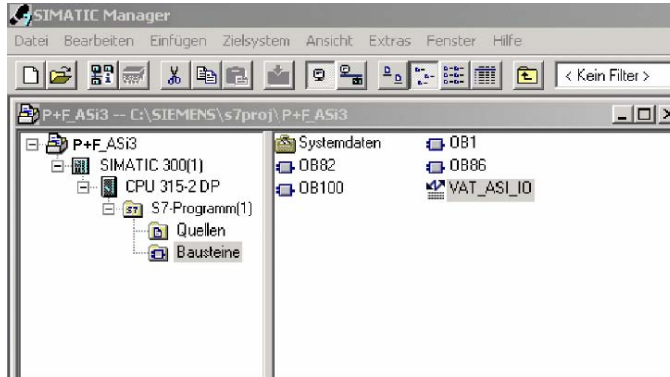 SIMATIC Manager
Datei Bearbeiten Einfügen Zielsystem Ansicht Extras Fenster Hilfe
< Kein Filter >
P+F_ASi3 -- C:\SIEMENS\s7proj\P+F_ASi3
P+F_ASi3
SIMATIC 300(1)
CPU 315-2 DP
S7-Programm(1)
Quellen
Bausteine
Systemdaten OB1
OB82 OB86
OB100 VAT_ASI_IO